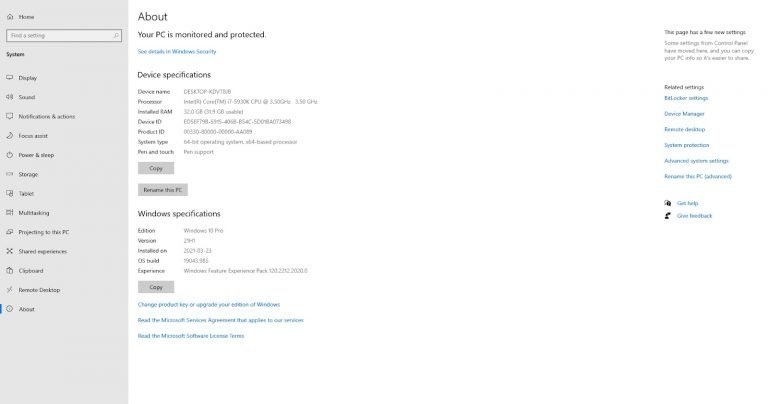 Home
Find a setting
System
Display
Sound
Notifications & actions
Focus assist
Power & sleep
Storage
Tablet
Multitasking
Projecting to this PC
Shared experiences
Clipboard
Remote Desktop
About
About
Your PC is monitored and protected.
See details in Windows Security
Device specifications
Device name
Processor Intel(R) Core(TM) i7-5930K CPU @ 3.50GHz 3.50 GHz
Installed RAM 32.0 GB (31.9 GB usable)
Device ID
Product ID 00330-80000-00000-AA089
System type 64-bit operating system, x64-based processor
Pen and touch Pen support
Copy
Rename this PC
Windows specifications
Edition Windows 10 Pro
Version 21H1
Installed on 2021-03-23
OS build 19043.985
Experience Windows Feature Experience Pack 120.2212.2020.0
Copy
Change product key or upgrade your edition of Windows
Read the Microsoft Services Agreement that applies to our services
Read the Microsoft Software License Terms
This page has a few new settings
Some settings from Control Panel
have moved here, and you can copy
your PC info so it's easier to share.
Related settings
BitLocker settings
Device Manager
Remote desktop
System protection
Advanced system settings
Rename this PC (advanced)
Get help
Give feedback